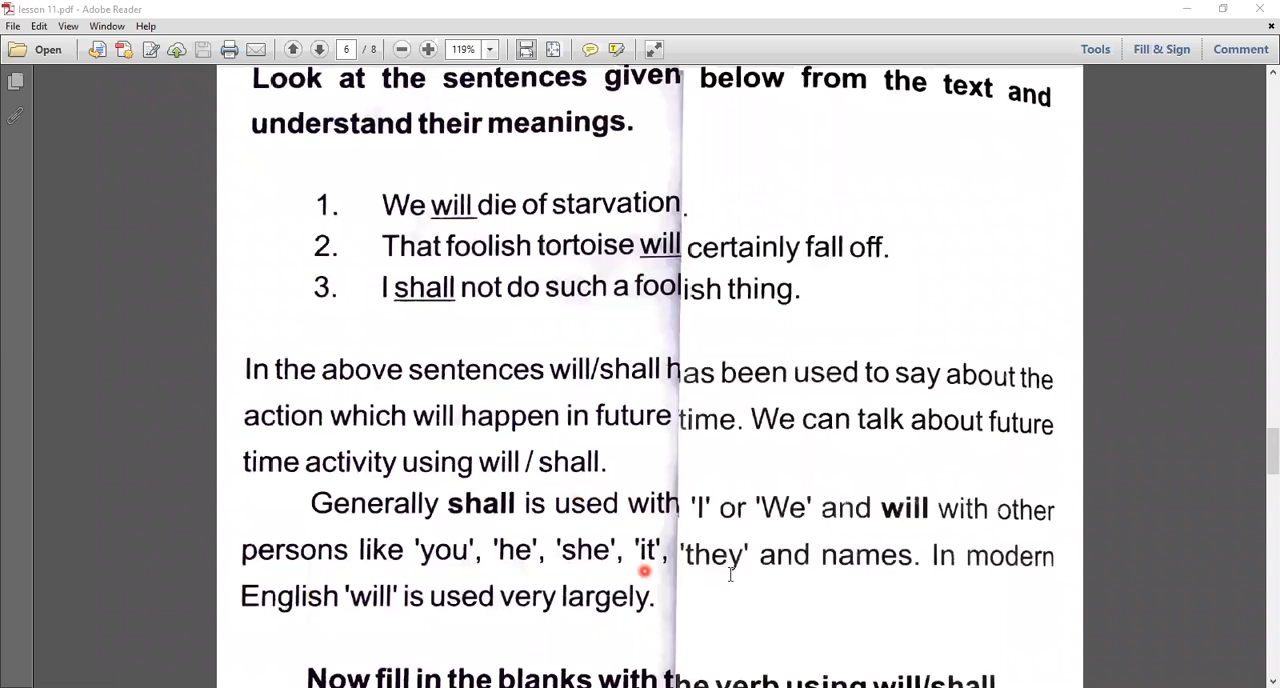 lesson 11.pdf - Adobe Reader
File Edit View Window Help
Open 6 / 8 119% Tools Fill & Sign Comment
Look at the sentences given below from the text and
understand their meanings.
1. We will die of starvation.
2. That foolish tortoise will certainly fall off.
3. I shall not do such a foolish thing.
In the above sentences will/shall has been used to say about the
action which will happen in future time. We can talk about future
time activity using will / shall.
Generally shall is used with 'I' or 'We' and will with other
persons like 'you', 'he', 'she', 'it', 'they' and names. In modern
English 'will' is used very largely.
Now fill in the blanks with the verb using will/shall